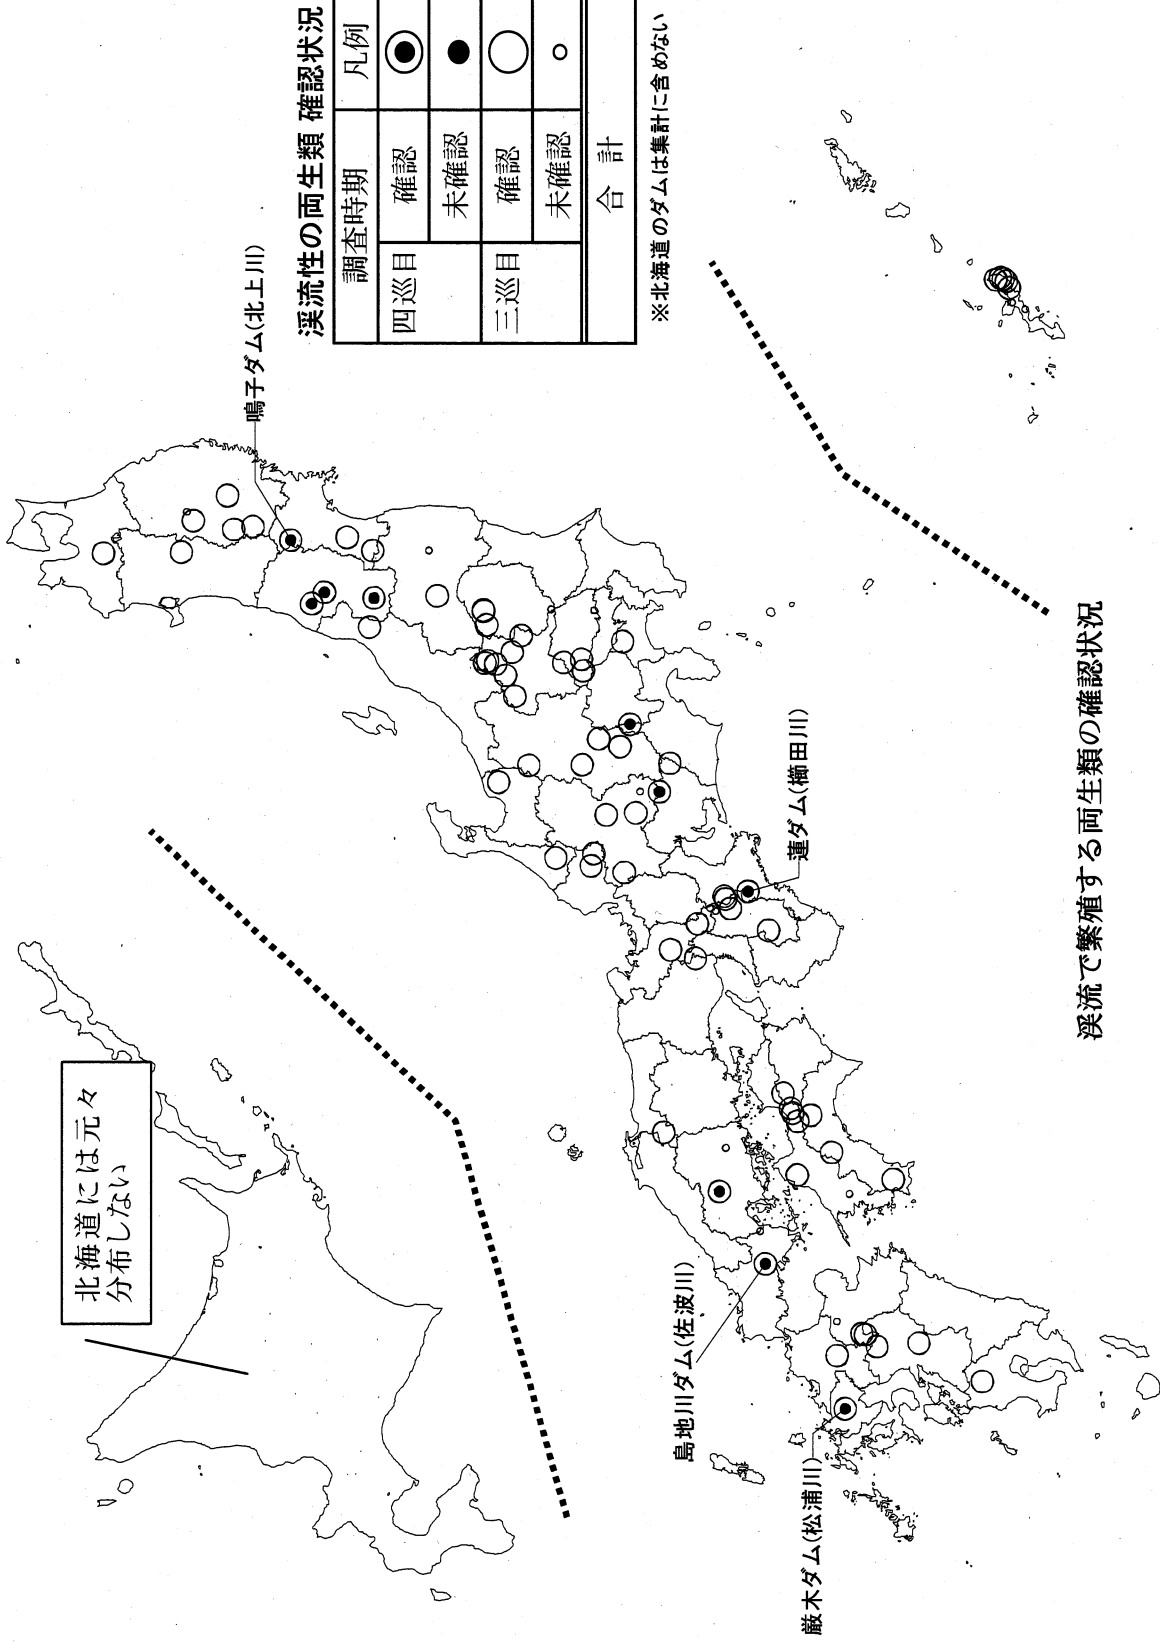 北海道には元々
分布しない
渓流性の両生類 確認状況
調査時期 凡例
四巡目 確認
未確認
三巡目 確認
未確認
合 計
※北海道のダムは集計に含めない
鳴子ダム(北上川)
蓮ダム(櫛田川)
島地川ダム(佐波川)
厳木ダム(松浦川)
渓流で繁殖する両生類の確認状況